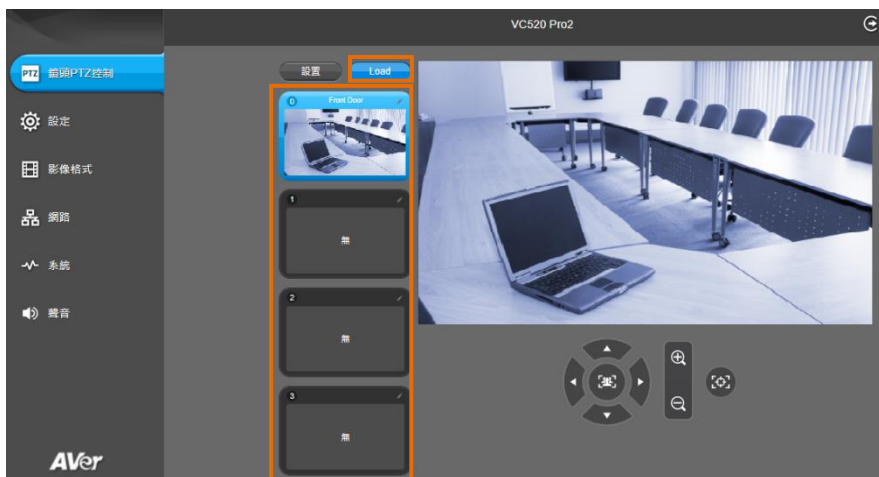 VC520 Pro2
PTZ 鏡頭PTZ控制
設定
影像格式
網路
系統
聲音
AVer
設置 Load
0 Front Door
1
無
2
無
3
無